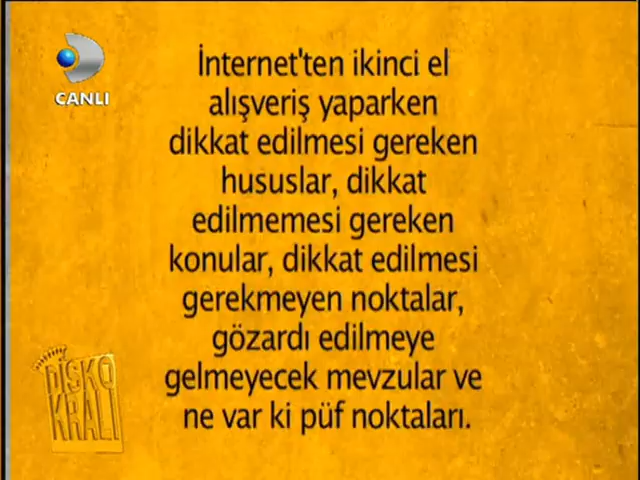 CANLI
İnternet'ten ikinci el
alışveriş yaparken
dikkat edilmesi gereken
hususlar, dikkat
edilmemesi gereken
konular, dikkat edilmesi
gerekmeyen noktalar,
gözardı edilmeye
gelmeyecek mevzular ve
ne var ki püf noktaları.
DİSKO
KRALI